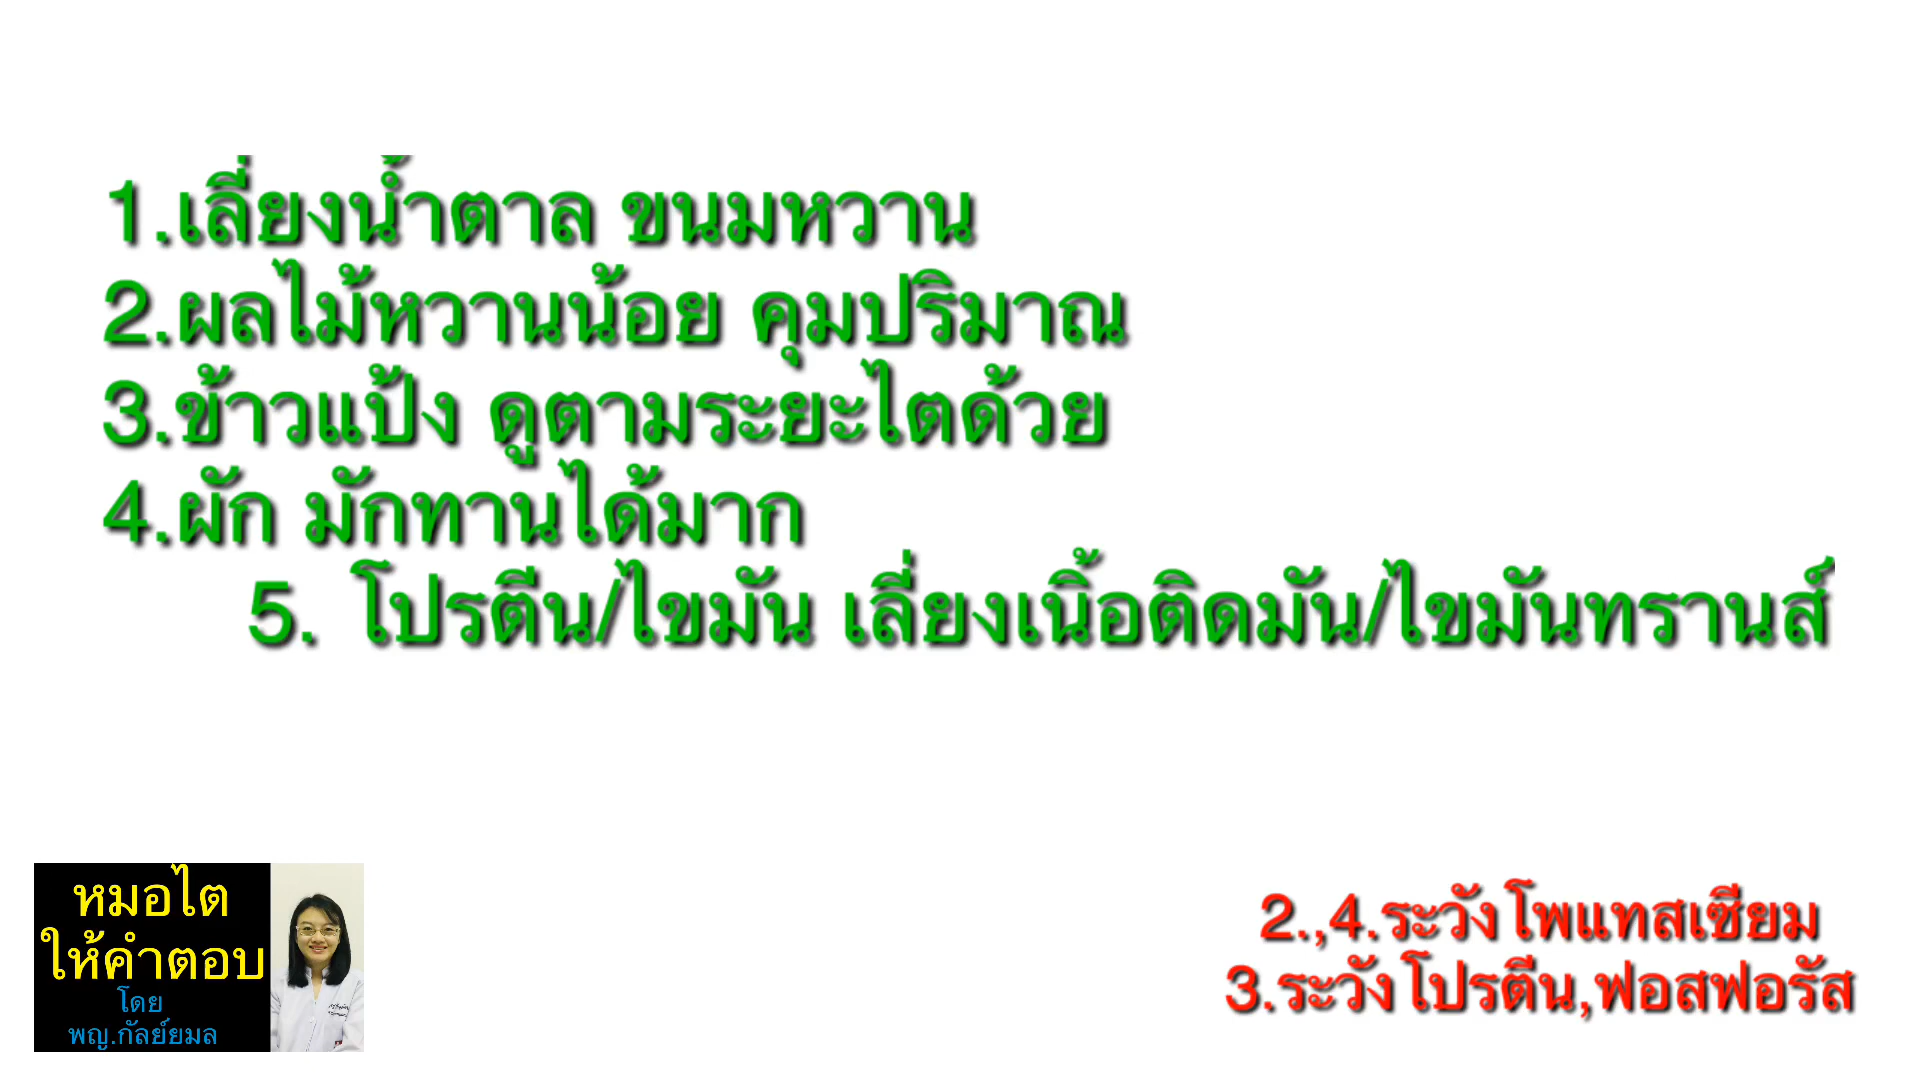 1.เลี่ยงน้ำตาล ขนมหวาน
2.ผลไม้หวานน้อย คุมปริมาณ
3.ข้าวแป้ง ดูตามระยะไตด้วย
4.ผัก มักทานได้มาก
5. โปรตีน/ไขมัน เลี่ยงเนื้อติดมัน/ไขมันทรานส์
หมอไต
ให้คำตอบ
โดย
พญ.กัลย์ยมล
2.,4.ระวังโพแทสเซียม
3.ระวังโปรตีน,ฟอสฟอรัส